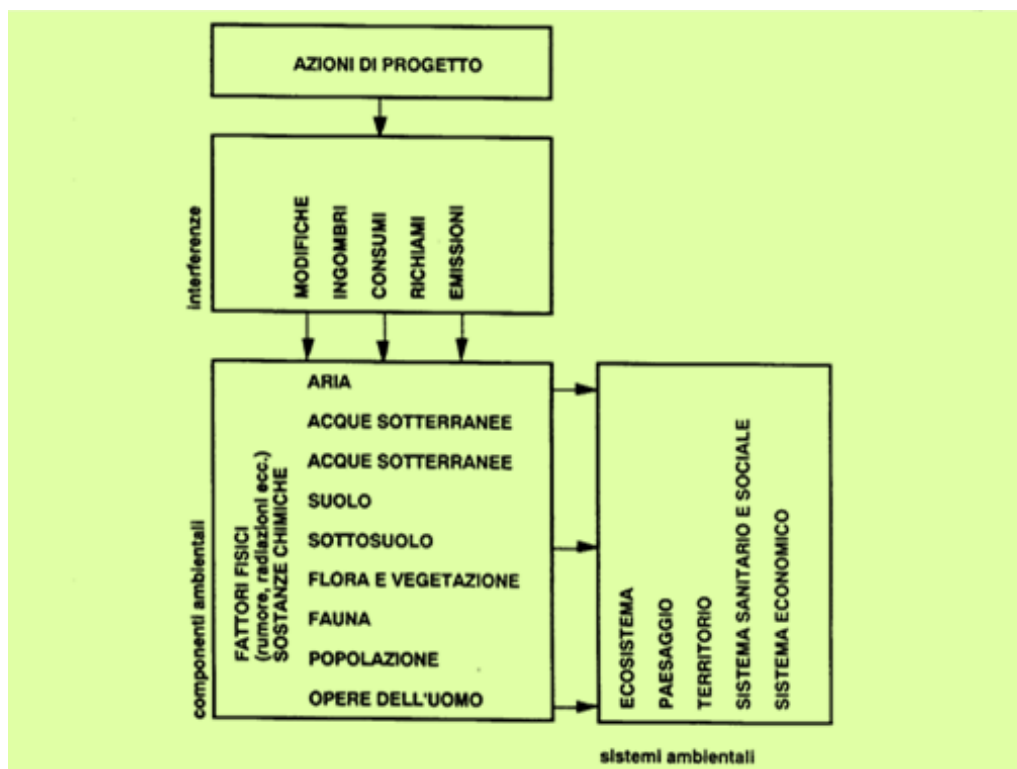 AZIONI DI PROGETTO
interferenze
MODIFICHE
INGOMBRI
CONSUMI
RICHIAMI
EMISSIONI
componenti ambientali
FATTORI FISICI
(rumore, radiazioni ecc.)
SOSTANZE CHIMICHE
ARIA
ACQUE SOTTERRANEE
ACQUE SOTTERRANEE
SUOLO
SOTTOSUOLO
FLORA E VEGETAZIONE
FAUNA
POPOLAZIONE
OPERE DELL'UOMO
ECOSISTEMA
PAESAGGIO
TERRITORIO
SISTEMA SANITARIO E SOCIALE
SISTEMA ECONOMICO
sistemi ambientali